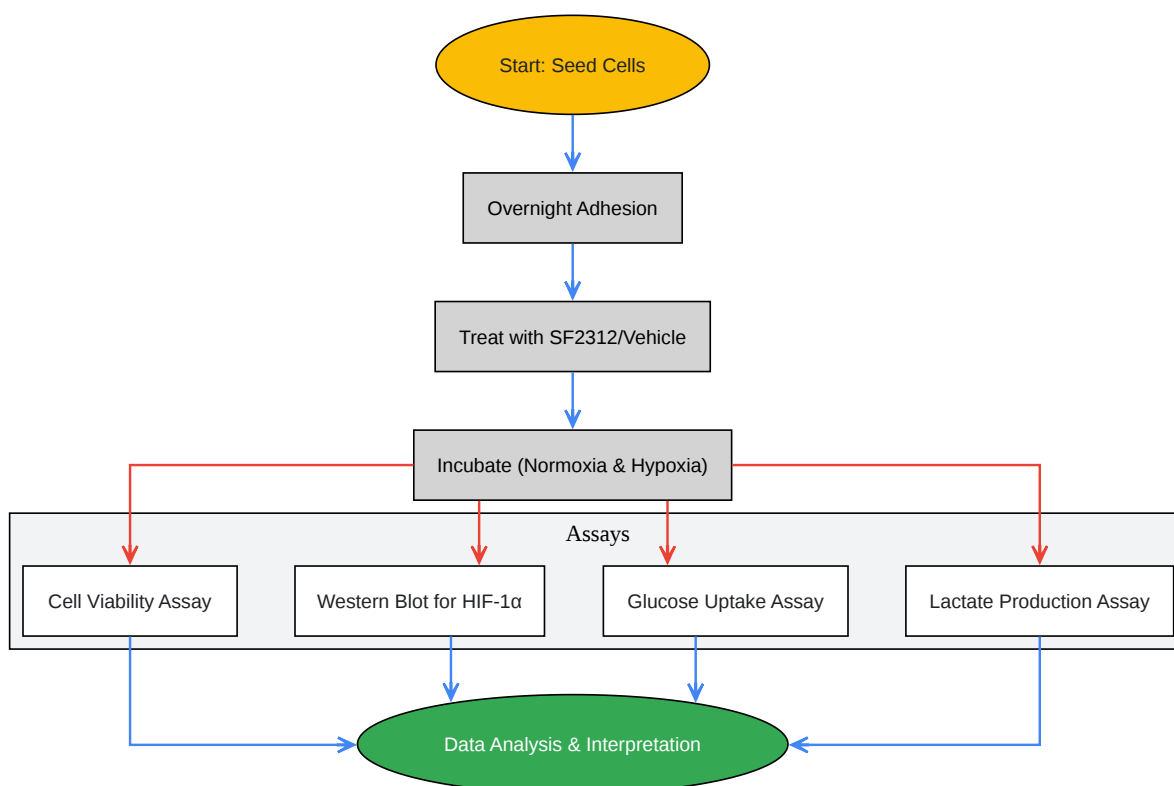 Start: Seed Cells
Overnight Adhesion
Treat with SF2312/Vehicle
Incubate (Normoxia & Hypoxia)
Assays
Cell Viability Assay
Western Blot for HIF-1α
Glucose Uptake Assay
Lactate Production Assay
Data Analysis & Interpretation